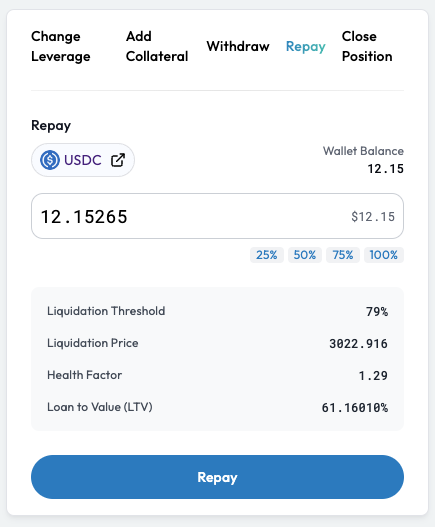 Change Leverage
Add Collateral
Withdraw
Repay
Close Position
Repay
USDC
Wallet Balance
12.15
12.15265
$12.15
25% 50% 75% 100%
Liquidation Threshold 79%
Liquidation Price 3022.916
Health Factor 1.29
Loan to Value (LTV) 61.16010%
Repay